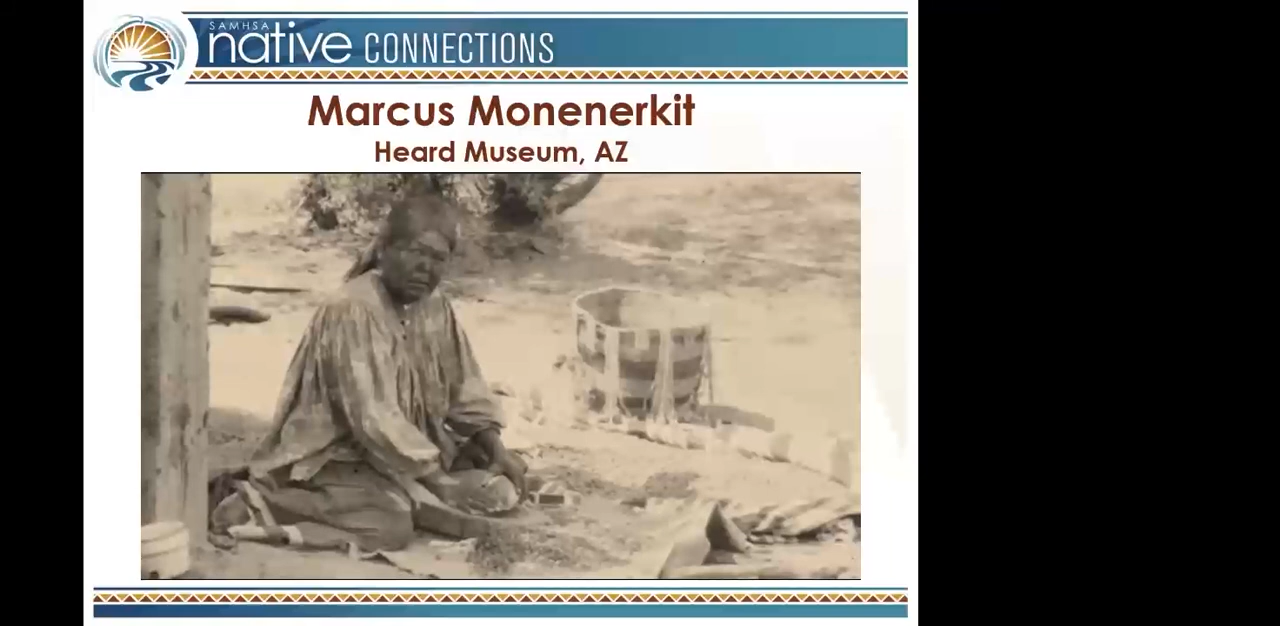 SAMHSA
native CONNECTIONS
Marcus Monenerkit
Heard Museum, AZ